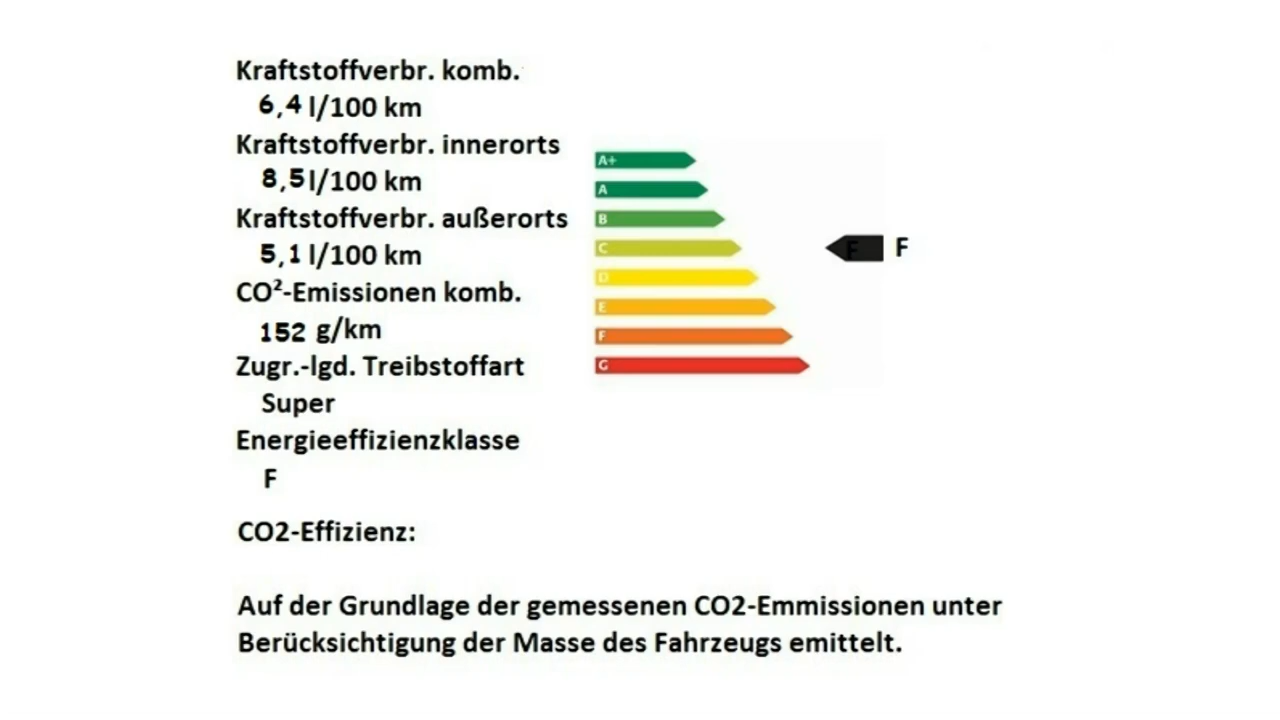 Kraftstoffverbr. komb.
6,4 l/100 km
Kraftstoffverbr. innerorts
8,5 l/100 km
Kraftstoffverbr. außerorts
5,1 l/100 km
CO²-Emissionen komb.
152 g/km
Zugr.-lgd. Treibstoffart
Super
Energieeffizienzklasse
F
A+
A
B
C
D
E
F
G
F F
CO2-Effizienz:
Auf der Grundlage der gemessenen CO2-Emmissionen unter
Berücksichtigung der Masse des Fahrzeugs emittelt.